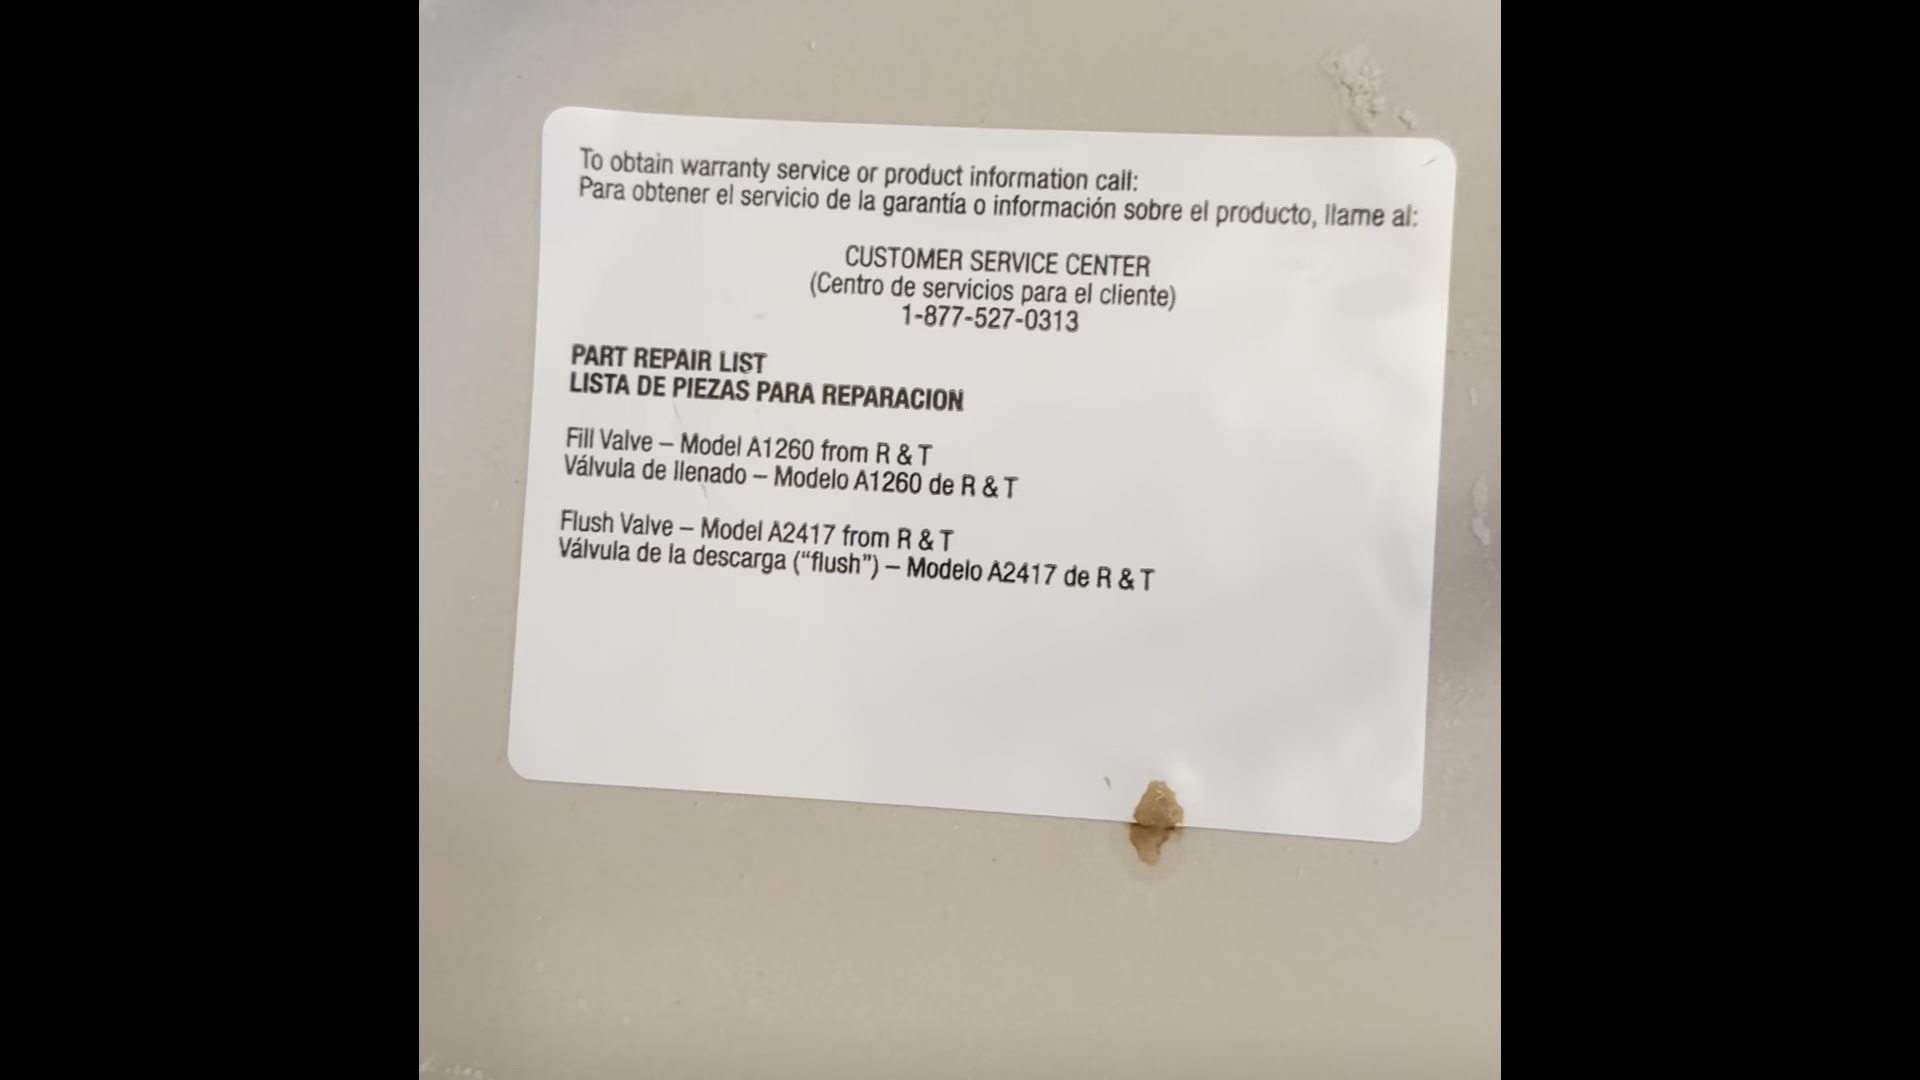 To obtain warranty service or product information call:
Para obtener el servicio de la garantía o información sobre el producto, llame al:
CUSTOMER SERVICE CENTER
(Centro de servicios para el cliente)
1-877-527-0313
PART REPAIR LIST
LISTA DE PIEZAS PARA REPARACION
Fill Valve – Model A1260 from R & T
Válvula de llenado – Modelo A1260 de R & T
Flush Valve – Model A2417 from R & T
Válvula de la descarga (“flush”) – Modelo A2417 de R & T